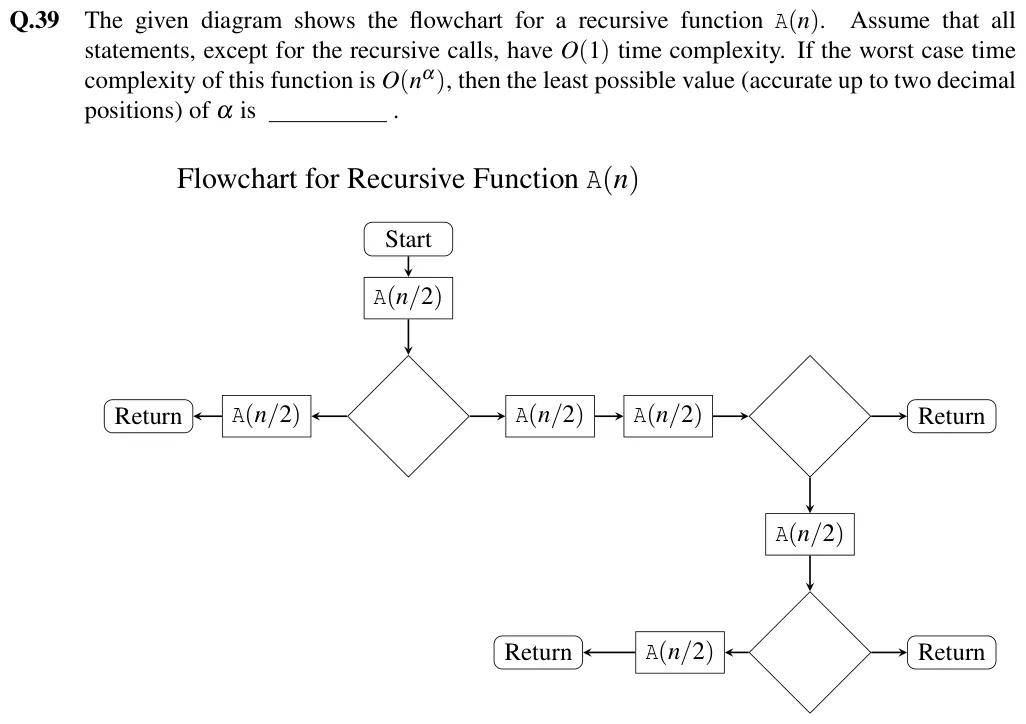 Q.39 The given diagram shows the flowchart for a recursive function A(n). Assume that all
statements, except for the recursive calls, have O(1) time complexity. If the worst case time
complexity of this function is O(n^α), then the least possible value (accurate up to two decimal
positions) of α is __________ .
Flowchart for Recursive Function A(n)
Start
A(n/2)
Return
A(n/2)
A(n/2)
A(n/2)
Return
A(n/2)
Return
A(n/2)
Return